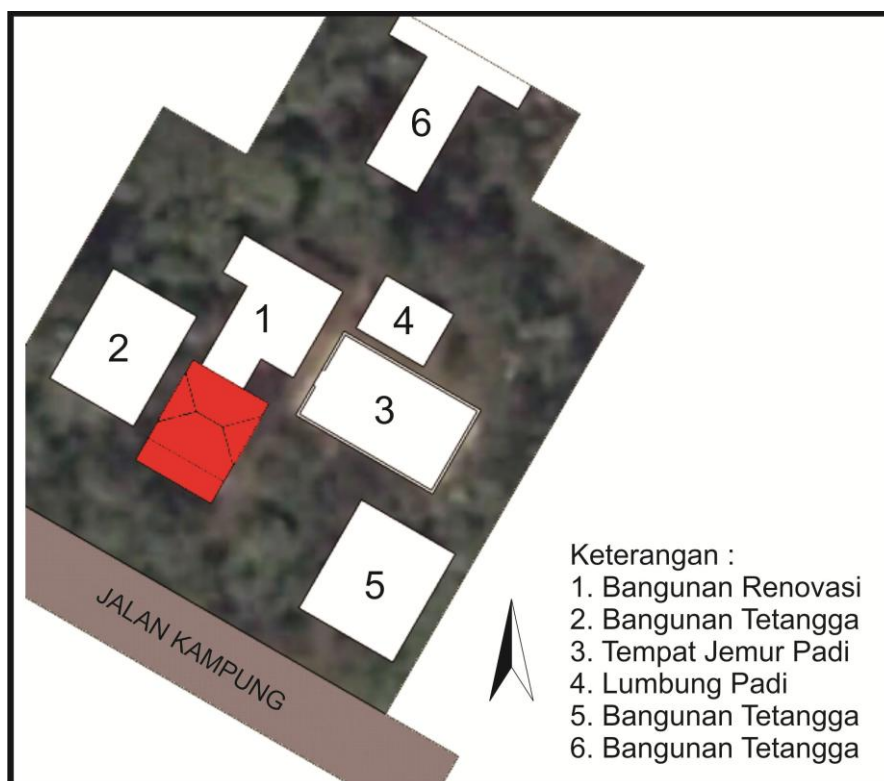 6
1
4
2
3
5
JALAN KAMPUNG
Keterangan :
1. Bangunan Renovasi
2. Bangunan Tetangga
3. Tempat Jemur Padi
4. Lumbung Padi
5. Bangunan Tetangga
6. Bangunan Tetangga